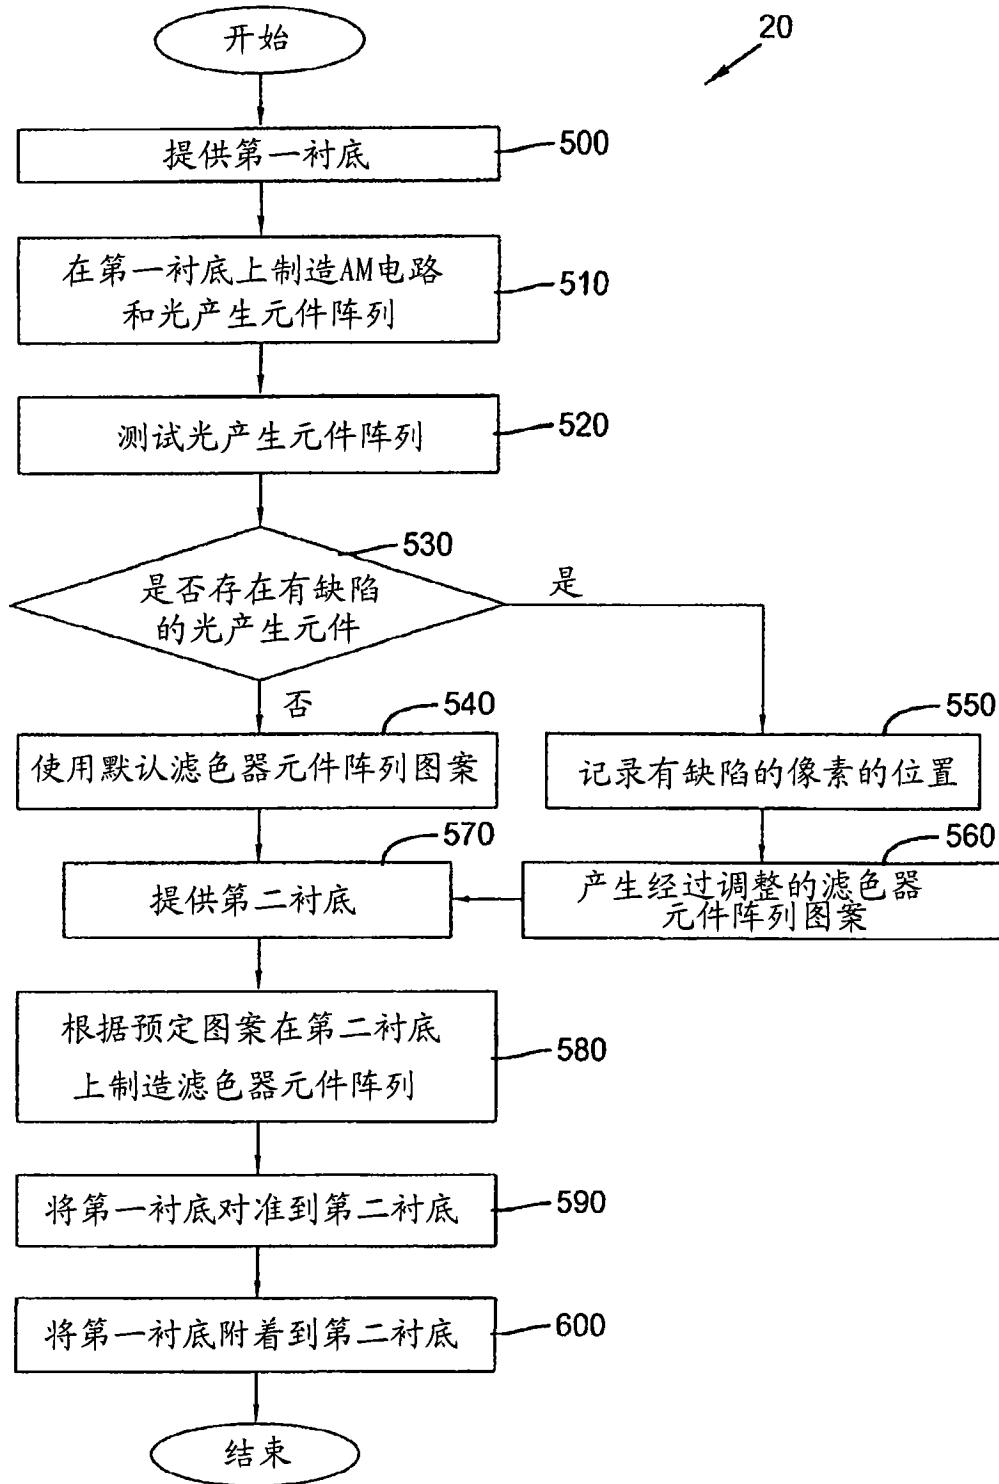 开始
20
提供第一衬底
500
在第一衬底上制造AM电路
和光产生元件阵列
510
测试光产生元件阵列
520
530
是否存在有缺陷
的光产生元件
是
否
540
使用默认滤色器元件阵列图案
550
记录有缺陷的像素的位置
560
产生经过调整的滤色器
元件阵列图案
570
提供第二衬底
根据预定图案在第二衬底
上制造滤色器元件阵列
580
将第一衬底对准到第二衬底
590
将第一衬底附着到第二衬底
600
结束